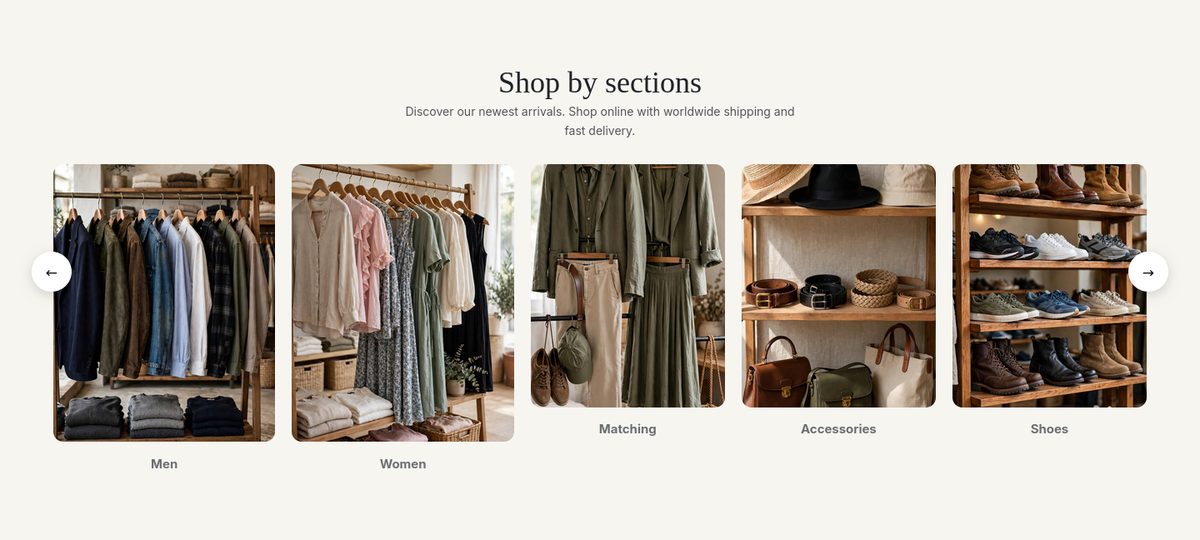 Shop by sections
Discover our newest arrivals. Shop online with worldwide shipping and
fast delivery.
Men
Women
Matching
Accessories
Shoes